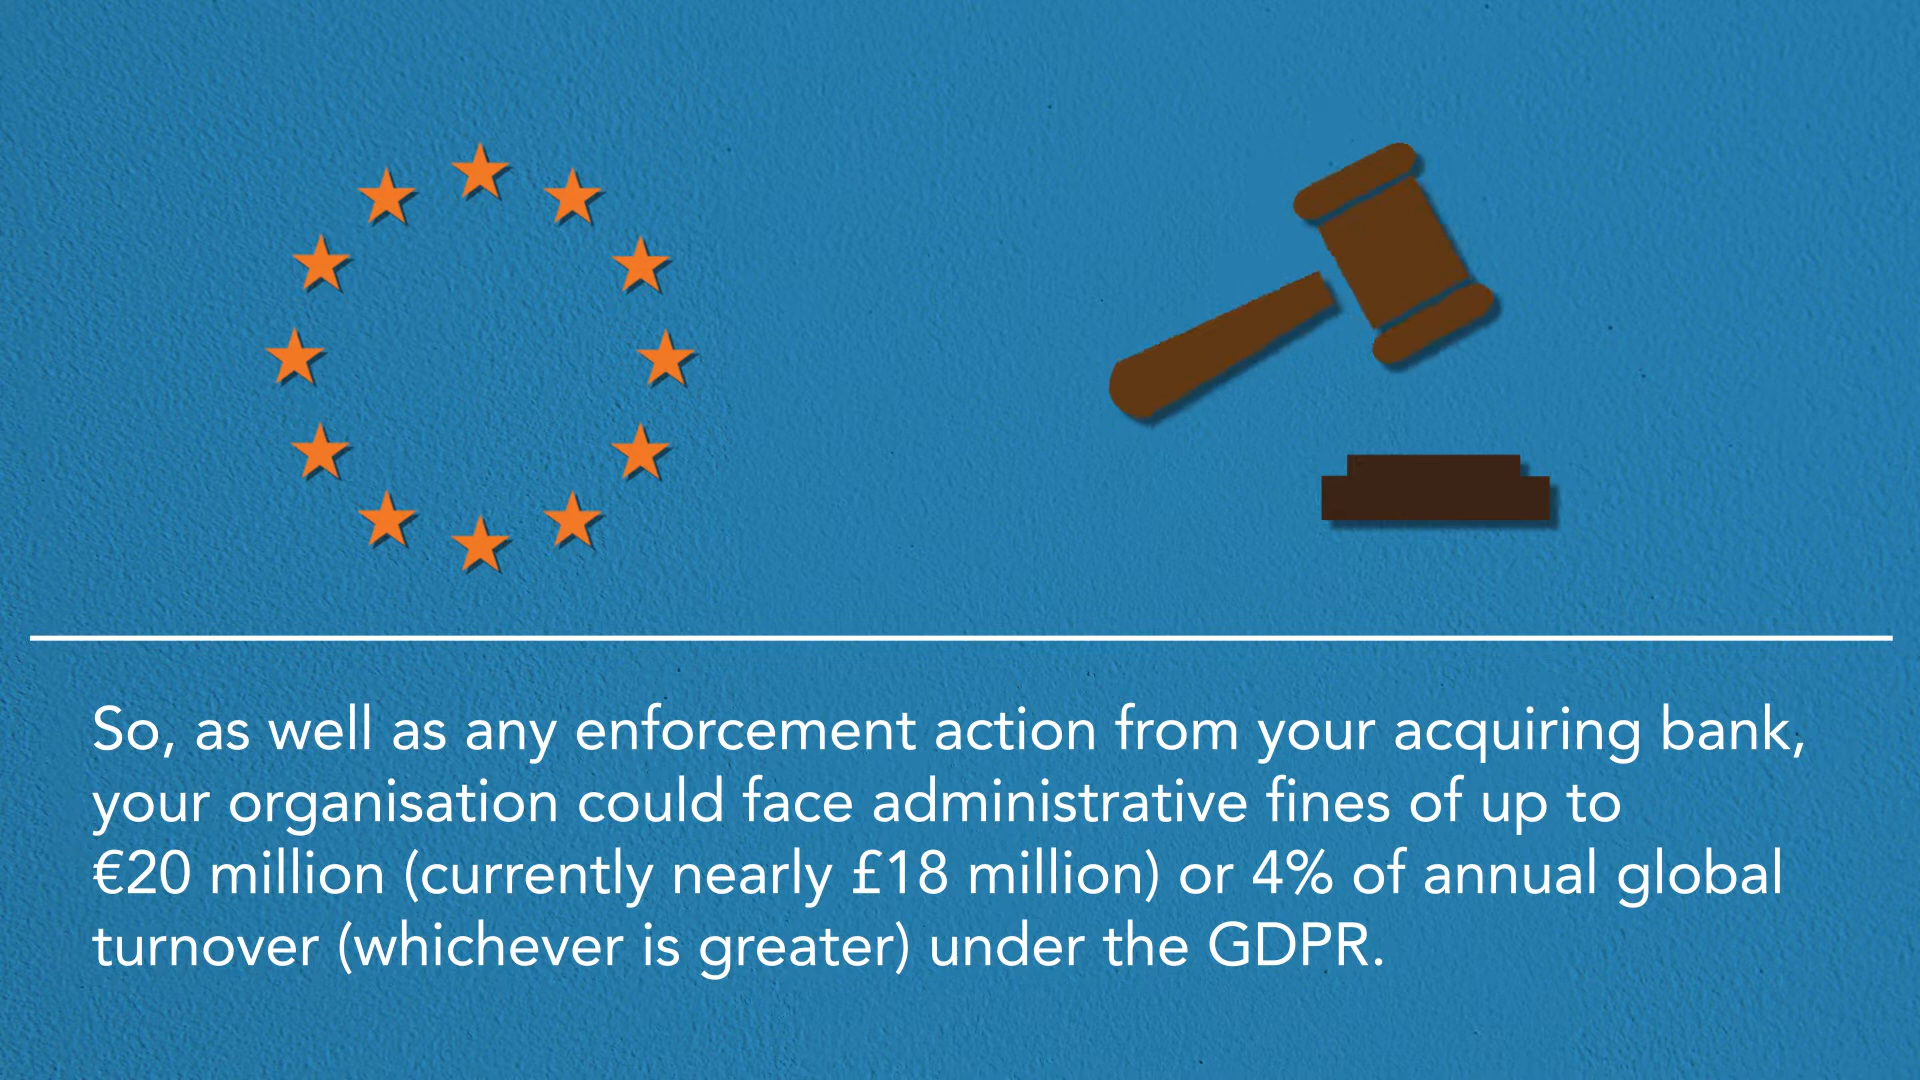 So, as well as any enforcement action from your acquiring bank,
your organisation could face administrative fines of up to
€20 million (currently nearly £18 million) or 4% of annual global
turnover (whichever is greater) under the GDPR.